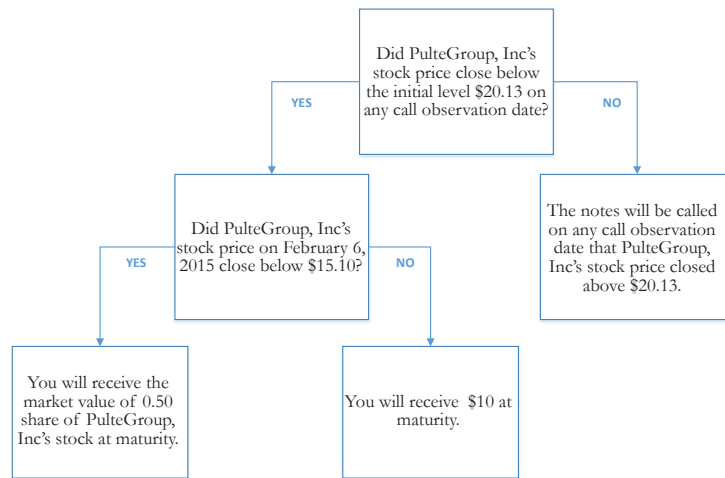 Did PulteGroup, Inc's
stock price close below
the initial level $20.13 on
any call observation date?
YES
NO
Did PulteGroup, Inc's
stock price on February 6,
2015 close below $15.10?
The notes will be called
on any call observation
date that PulteGroup,
Inc's stock price closed
above $20.13.
YES
NO
You will receive the
market value of 0.50
share of PulteGroup,
Inc's stock at maturity.
You will receive $10 at
maturity.